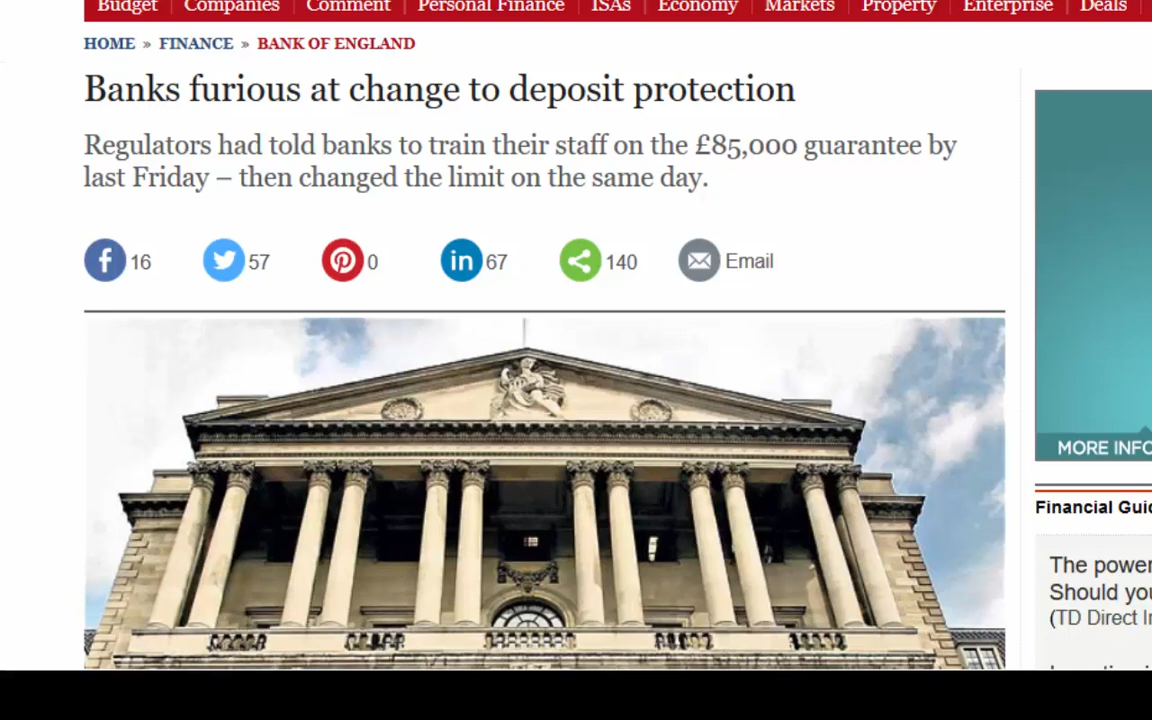 Budget Companies Comment Personal Finance ISAs Economy Markets Property Enterprise Deals
HOME » FINANCE » BANK OF ENGLAND
Banks furious at change to deposit protection
Regulators had told banks to train their staff on the £85,000 guarantee by
last Friday – then changed the limit on the same day.
16 57 0 67 140 Email
MORE INFO
Financial Guid
The power
Should you
(TD Direct In